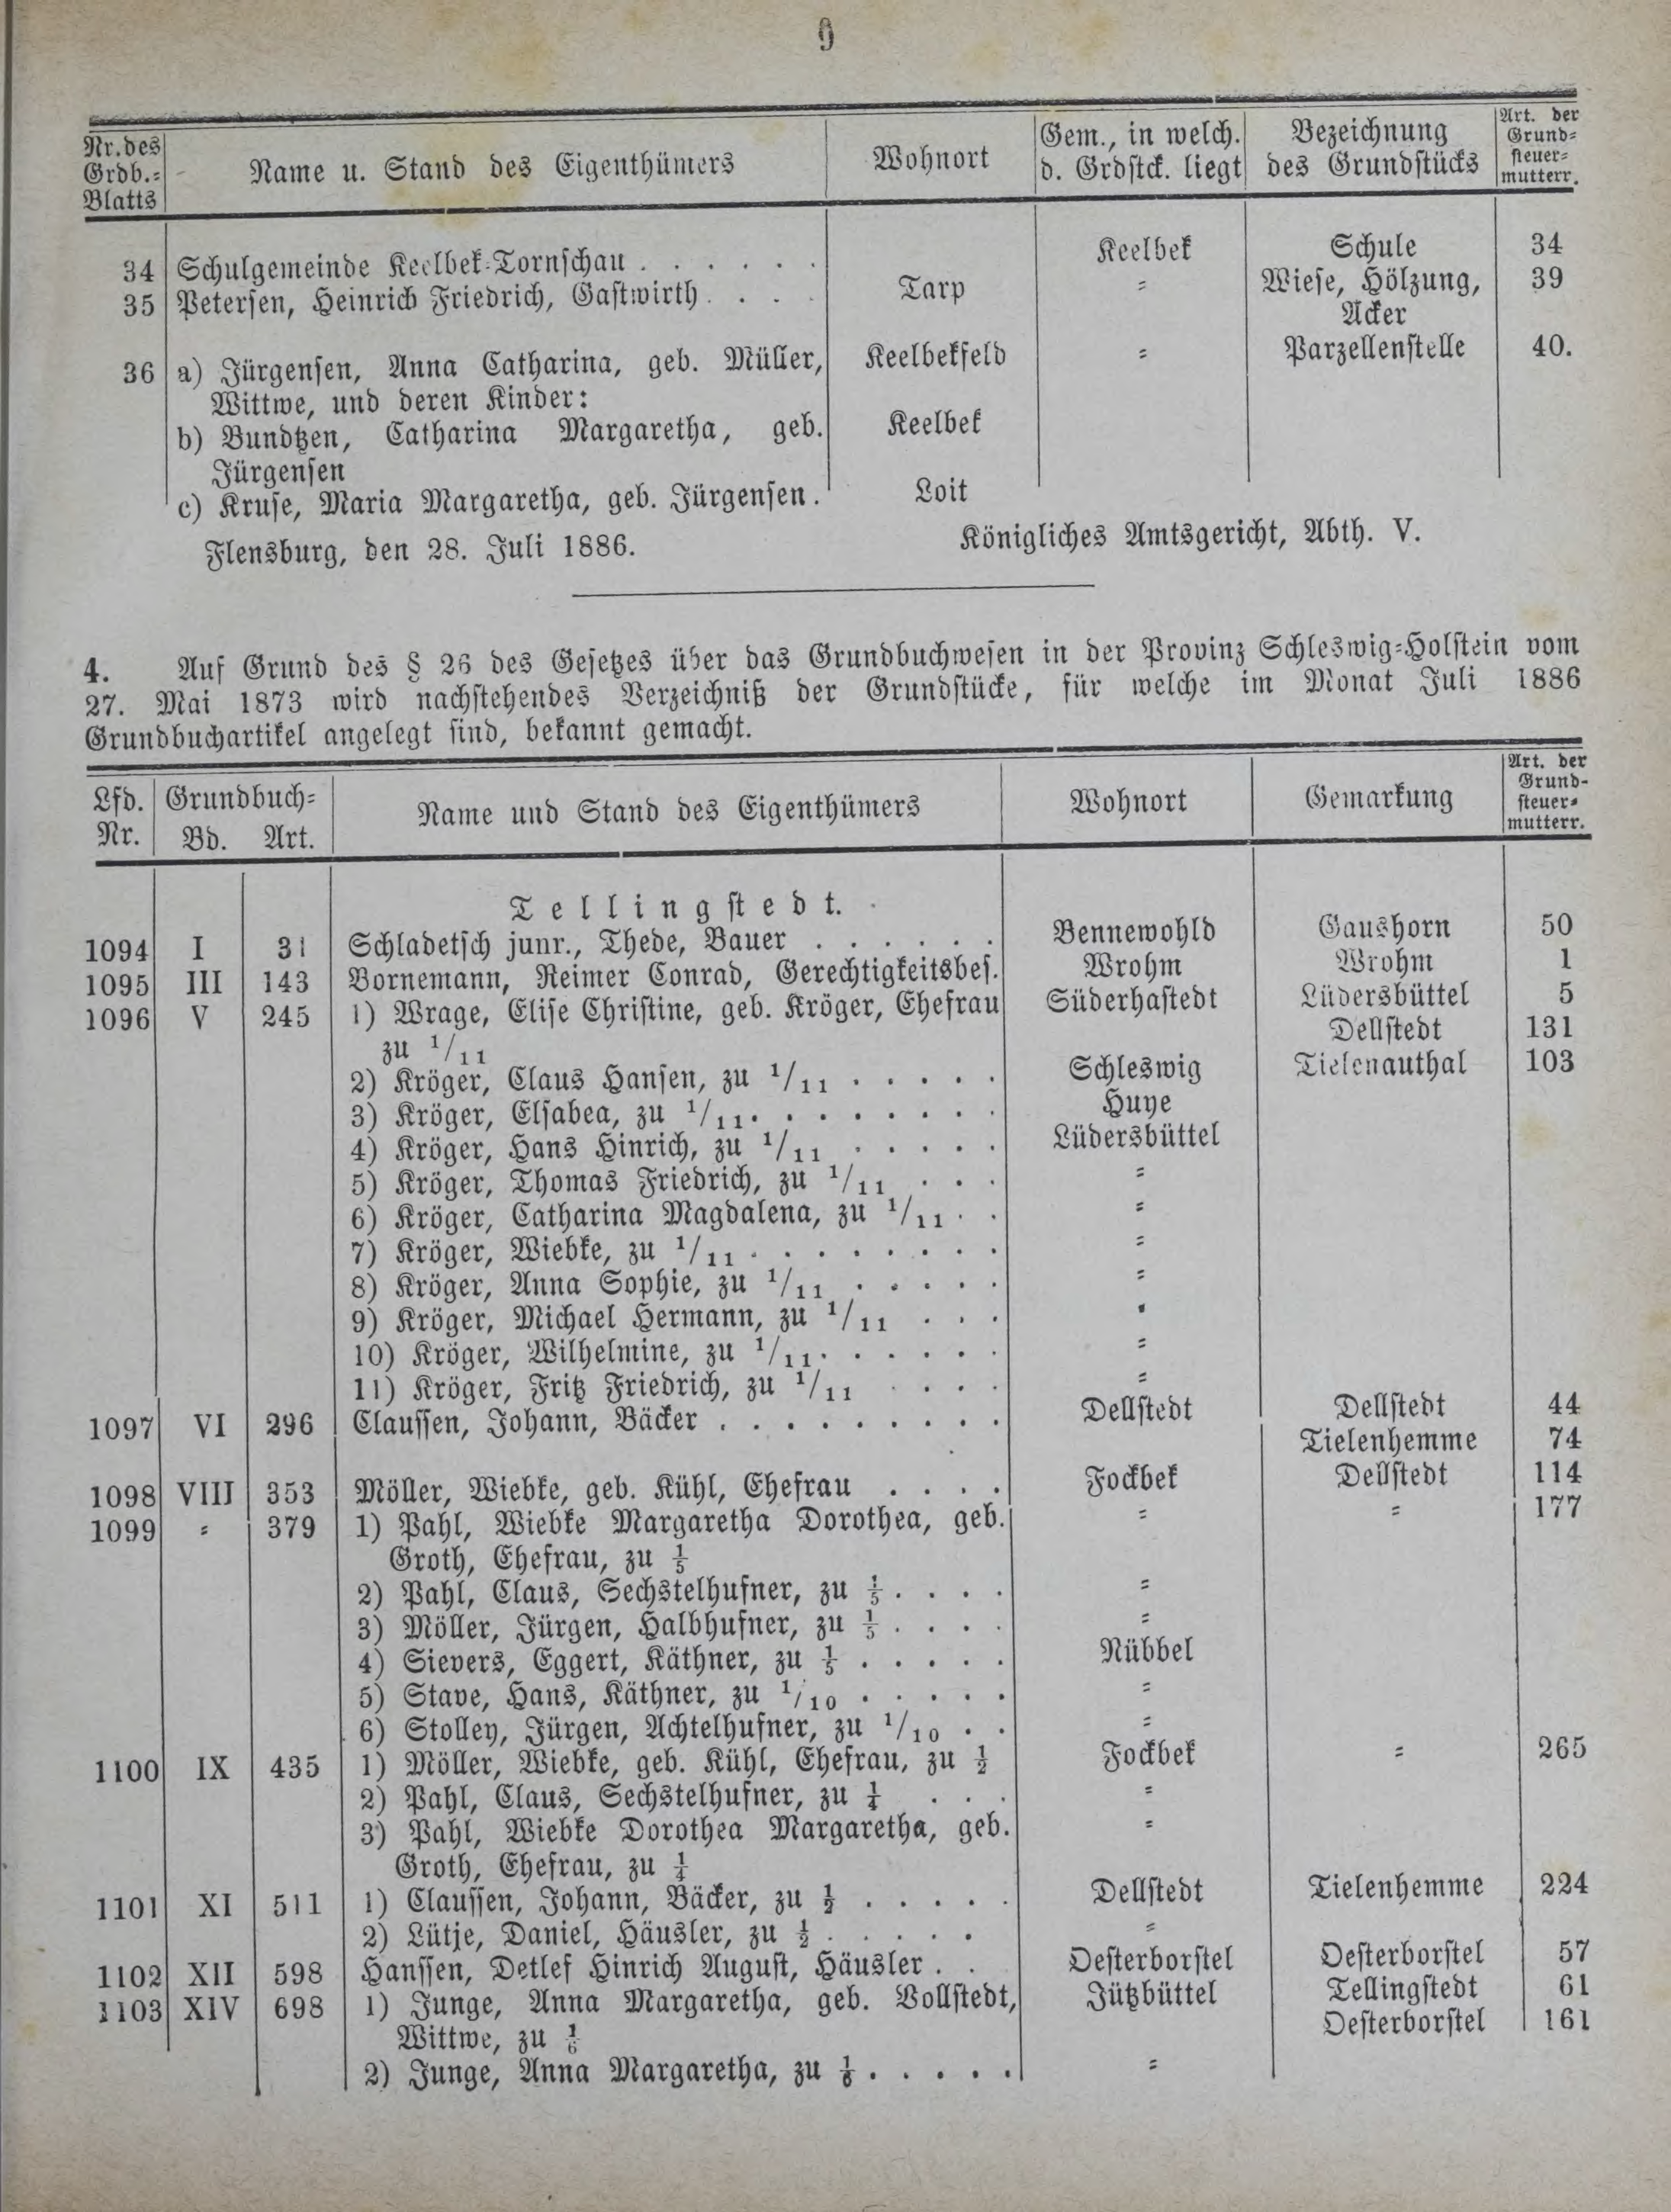 9
Nr. des Grdb.= Blatts | Name u. Stand des Eigenthümers | Wohnort | Gem., in welch. d. Grdstck. liegt | Bezeichnung des Grundstücks | Art. der Grund= steuer= mutterr.
34 Schulgemeinde Keelbek=Tornschau . . . . . . Keelbek Schule 34
35 Petersen, Heinrich Friedrich, Gastwirth . . . . Tarp = Wiese, Hölzung, 39
Acker
36 a) Jürgensen, Anna Catharina, geb. Müller, Keelbekfeld = Parzellenstelle 40.
Wittwe, und deren Kinder:
b) Bundtzen, Catharina Margaretha, geb. Keelbek
Jürgensen
c) Kruse, Maria Margaretha, geb. Jürgensen. Loit
Flensburg, den 28. Juli 1886. Königliches Amtsgericht, Abth. V.
4. Auf Grund des § 26 des Gesetzes über das Grundbuchwesen in der Provinz Schleswig=Holstein vom
27. Mai 1873 wird nachstehendes Verzeichniß der Grundstücke, für welche im Monat Juli 1886
Grundbuchartikel angelegt sind, bekannt gemacht.
Lfd. Nr. | Grundbuch= Bd. Art. | Name und Stand des Eigenthümers | Wohnort | Gemarkung | Art. der Grund- steuer= mutterr.
Tellingstedt.
1094 I 31 Schladetsch junr., Thede, Bauer . . . . . . Bennewohld Gaushorn 50
1095 III 143 Bornemann, Reimer Conrad, Gerechtigkeitsbes. Wrohm Wrohm 1
1096 V 245 1) Wrage, Elise Christine, geb. Kröger, Ehefrau Süderhastedt Lüdersbüttel 5
zu 1/11 Dellstedt 131
2) Kröger, Claus Hansen, zu 1/11 . . . . . Schleswig Tielenauthal 103
3) Kröger, Elsabea, zu 1/11 . . . . . . . . Huye
4) Kröger, Hans Hinrich, zu 1/11 . . . . . Lüdersbüttel
5) Kröger, Thomas Friedrich, zu 1/11 . . . =
6) Kröger, Catharina Magdalena, zu 1/11 . . =
7) Kröger, Wiebke, zu 1/11 . . . . . . . . =
8) Kröger, Anna Sophie, zu 1/11 . . . . . =
9) Kröger, Michael Hermann, zu 1/11 . . . =
10) Kröger, Wilhelmine, zu 1/11 . . . . . . =
11) Kröger, Fritz Friedrich, zu 1/11 . . . . =
1097 VI 296 Claussen, Johann, Bäcker . . . . . . . . . Dellstedt Dellstedt 44
Tielenhemme 74
1098 VIII 353 Möller, Wiebke, geb. Kühl, Ehefrau . . . . Fockbek Dellstedt 114
1099 = 379 1) Pahl, Wiebke Margaretha Dorothea, geb. = = 177
Groth, Ehefrau, zu 1/5
2) Pahl, Claus, Sechstelhufner, zu 1/5 . . . . =
3) Möller, Jürgen, Halbhufner, zu 1/5 . . . . =
4) Sievers, Eggert, Käthner, zu 1/5 . . . . . Nübbel
5) Stave, Hans, Käthner, zu 1/10 . . . . . =
6) Stolley, Jürgen, Achtelhufner, zu 1/10 . . =
1100 IX 435 1) Möller, Wiebke, geb. Kühl, Ehefrau, zu 1/2 Fockbek = 265
2) Pahl, Claus, Sechstelhufner, zu 1/4 . . . =
3) Pahl, Wiebke Dorothea Margaretha, geb. =
Groth, Ehefrau, zu 1/4
1101 XI 511 1) Claussen, Johann, Bäcker, zu 1/2 . . . . . Dellstedt Tielenhemme 224
2) Lütje, Daniel, Häusler, zu 1/2 . . . . . =
1102 XII 598 Hanssen, Detlef Hinrich August, Häusler . . Oesterborstel Oesterborstel 57
1103 XIV 698 1) Junge, Anna Margaretha, geb. Vollstedt, Jützbüttel Tellingstedt 61
Wittwe, zu 1/6 Oesterborstel 161
2) Junge, Anna Margaretha, zu 1/6 . . . . . =